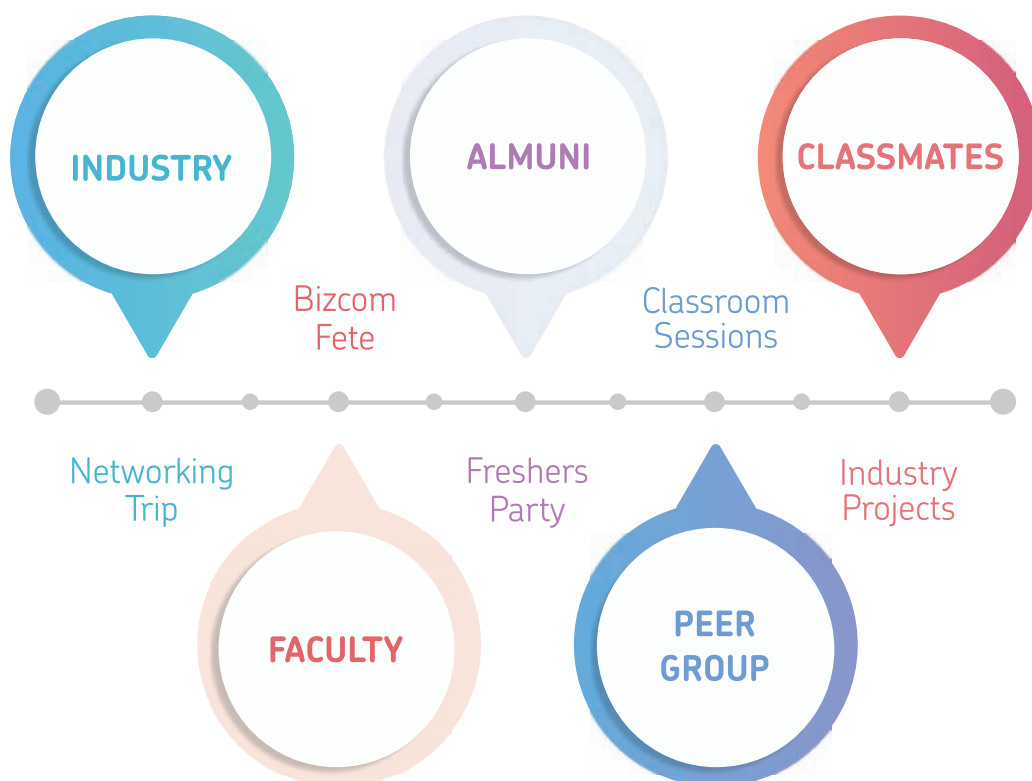 INDUSTRY
ALMUNI
CLASSMATES
Bizcom
Fete
Classroom
Sessions
Networking
Trip
Freshers
Party
Industry
Projects
FACULTY
PEER
GROUP